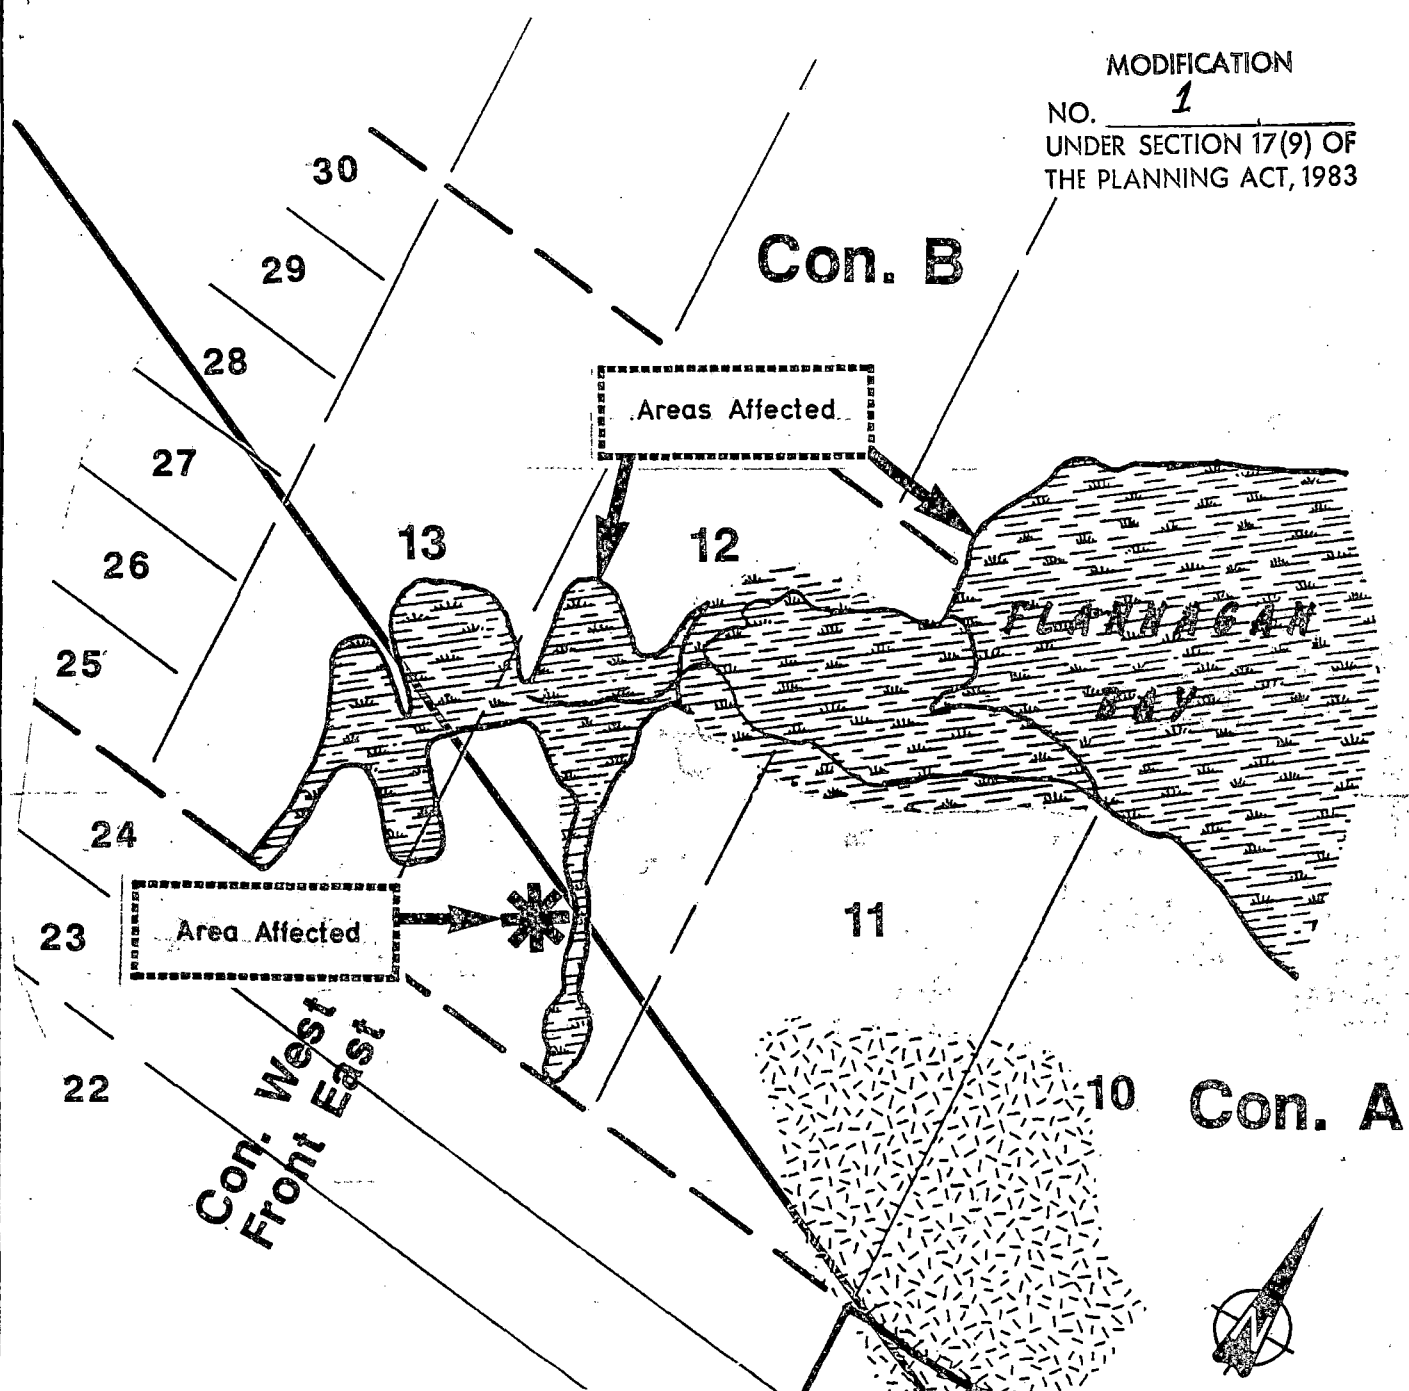 MODIFICATION
NO. 1
UNDER SECTION 17(9) OF
THE PLANNING ACT, 1983
30
Con. B
29
28
Areas Affected
27
13
12
26
FLANNAGAN
25
BAY
24
11
Area Affected
23
22
Con. West
Front East
10
Con. A
N